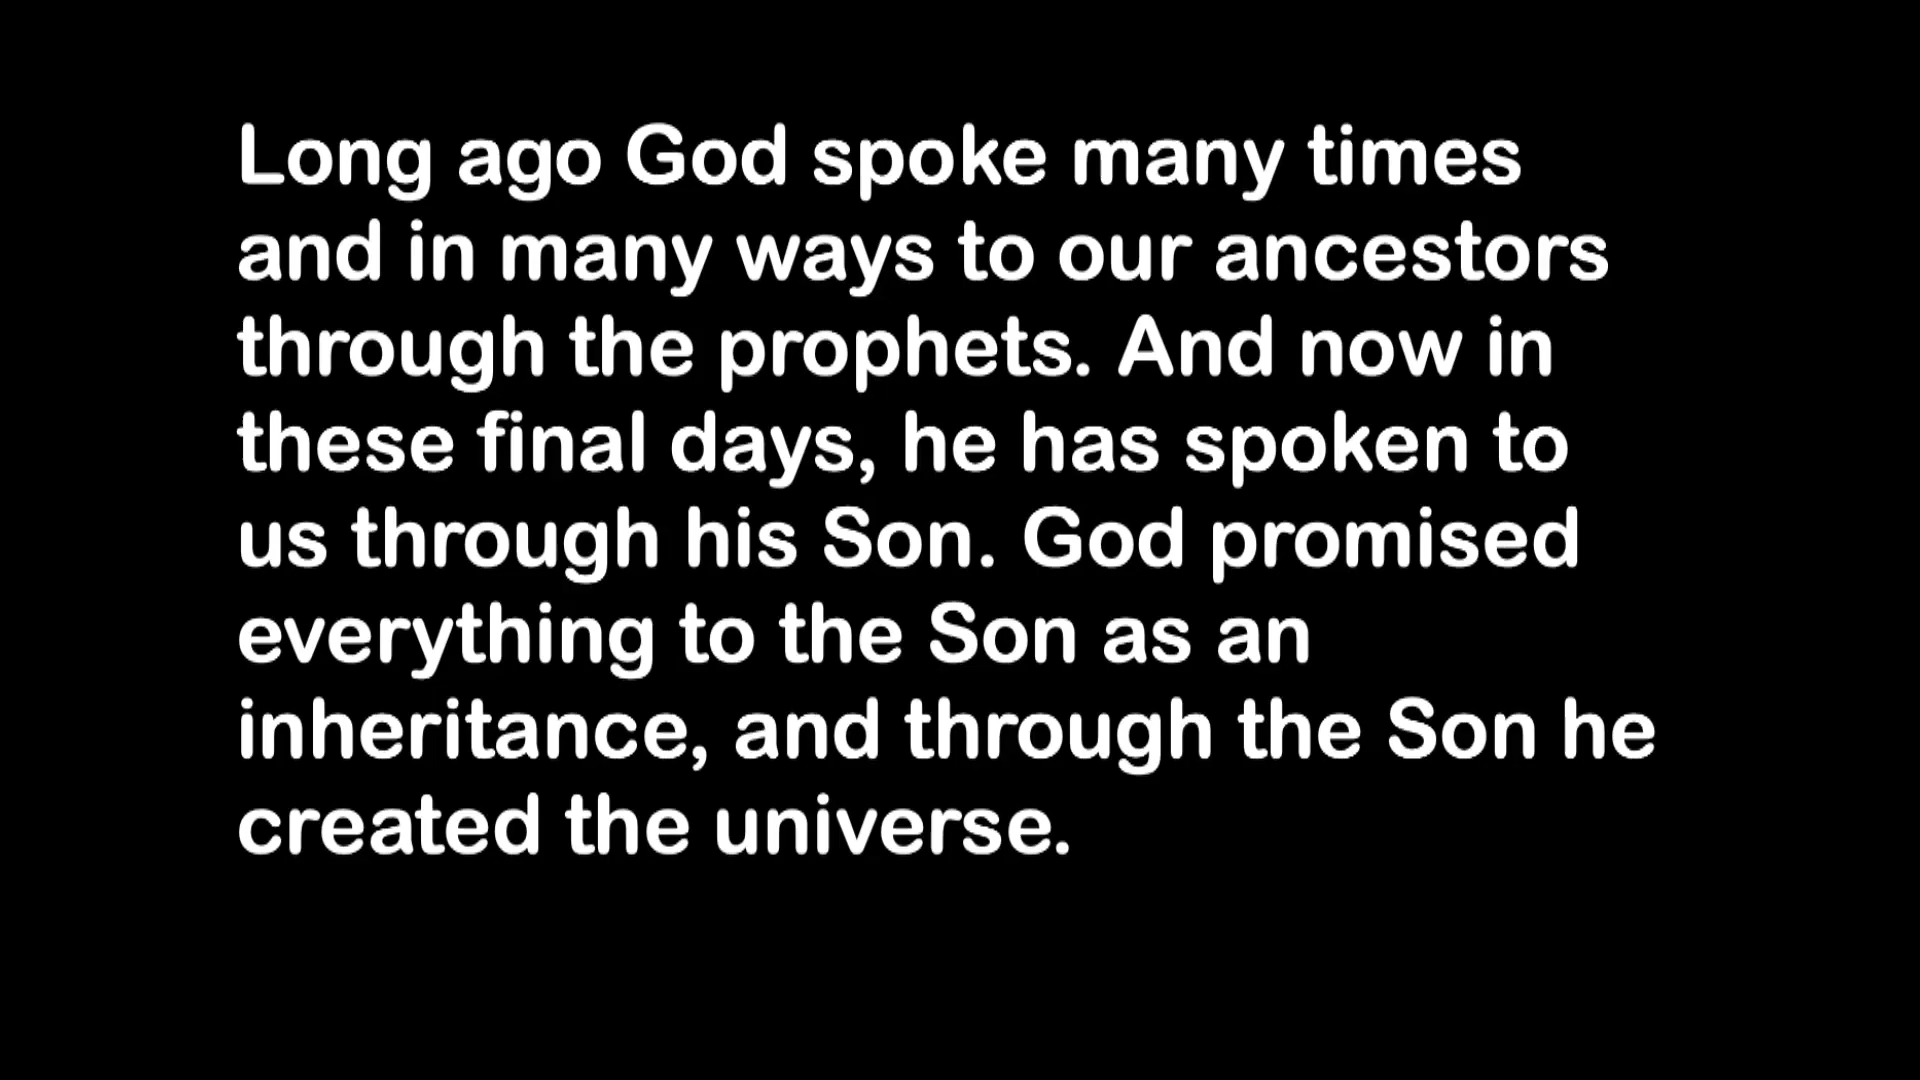 Long ago God spoke many times
and in many ways to our ancestors
through the prophets. And now in
these final days, he has spoken to
us through his Son. God promised
everything to the Son as an
inheritance, and through the Son he
created the universe.